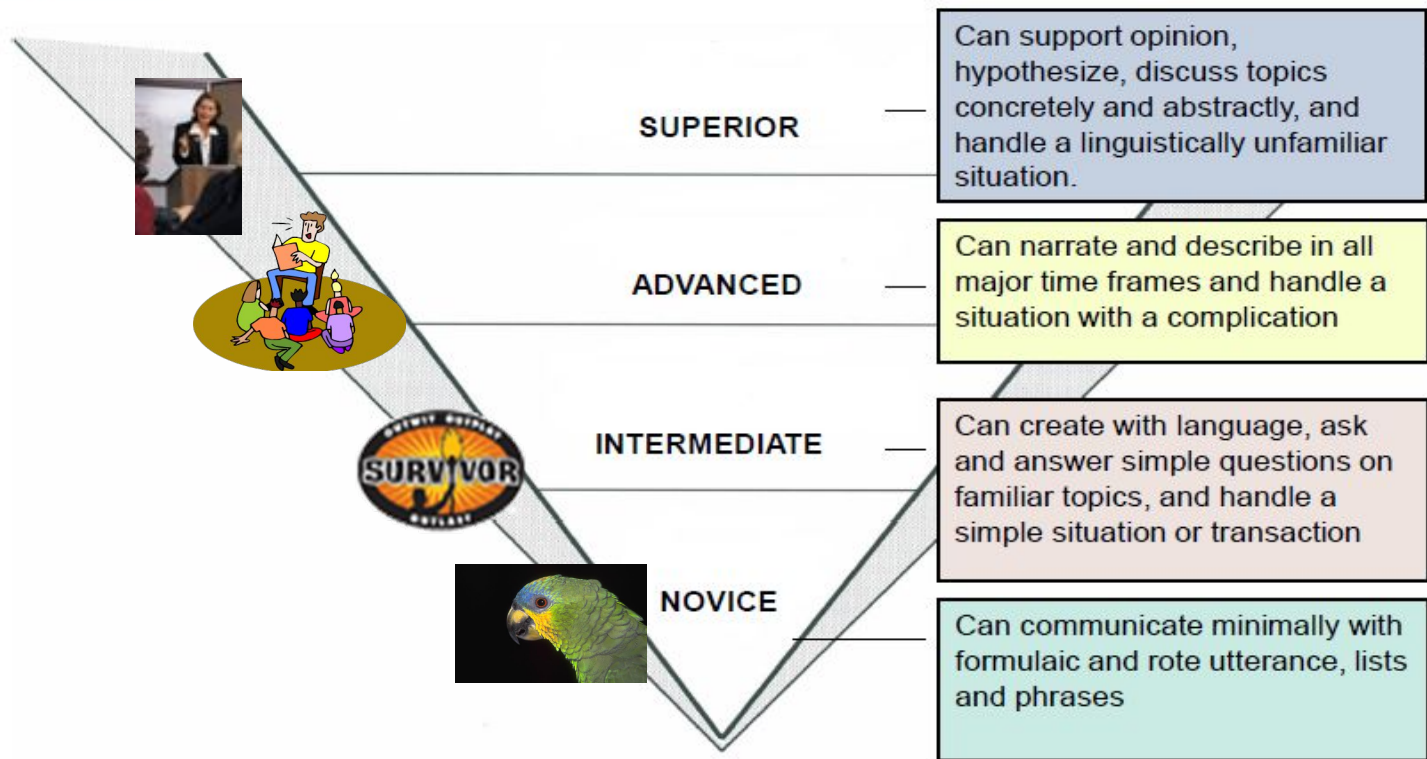 SUPERIOR
Can support opinion,
hypothesize, discuss topics
concretely and abstractly, and
handle a linguistically unfamiliar
situation.
ADVANCED
Can narrate and describe in all
major time frames and handle a
situation with a complication
INTERMEDIATE
Can create with language, ask
and answer simple questions on
familiar topics, and handle a
simple situation or transaction
OUTWIT OUTPLAY
SURVIVOR
OUTLAST
NOVICE
Can communicate minimally with
formulaic and rote utterance, lists
and phrases